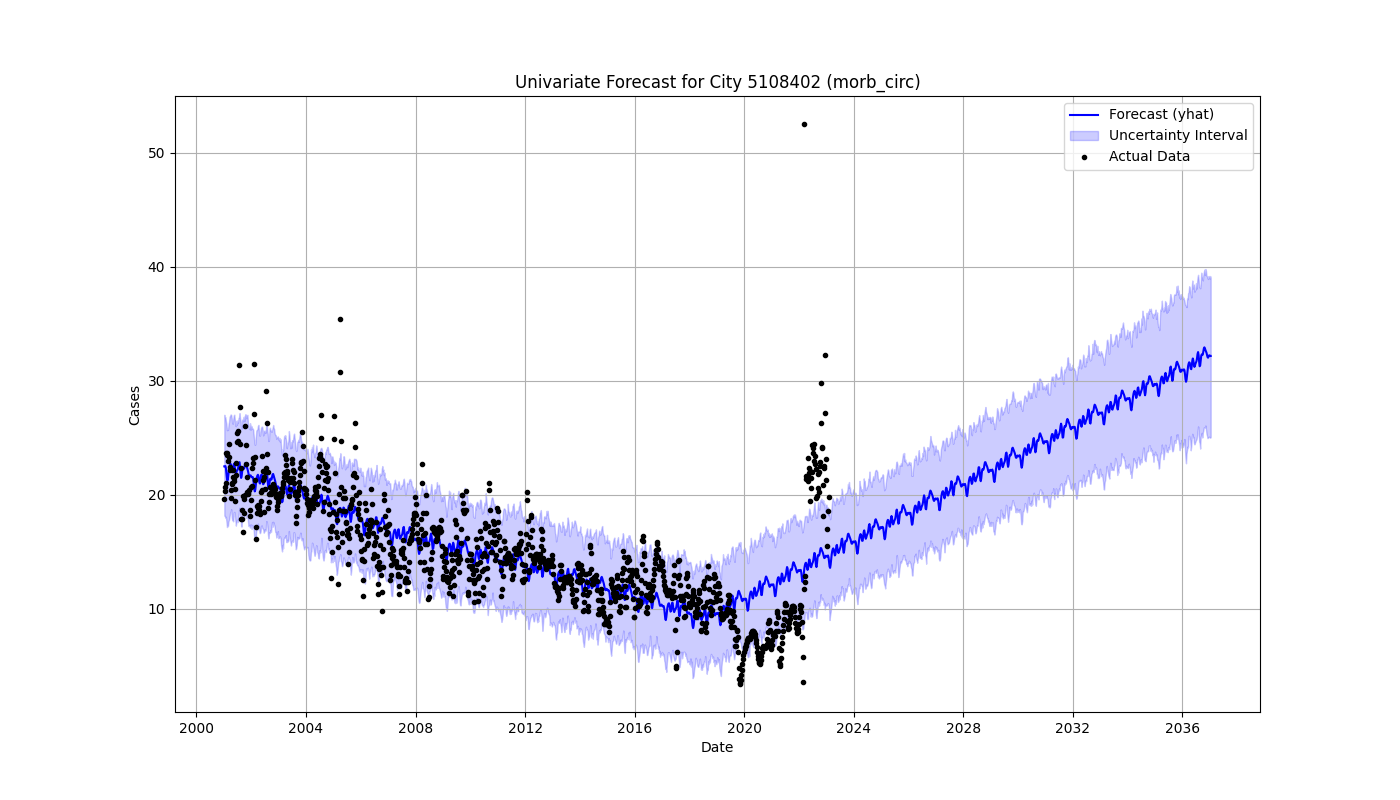 Univariate Forecast for City 5108402 (morb_circ)
Forecast (yhat)
Uncertainty Interval
Actual Data
Cases
50
40
30
20
10
2000 2004 2008 2012 2016 2020 2024 2028 2032 2036
Date